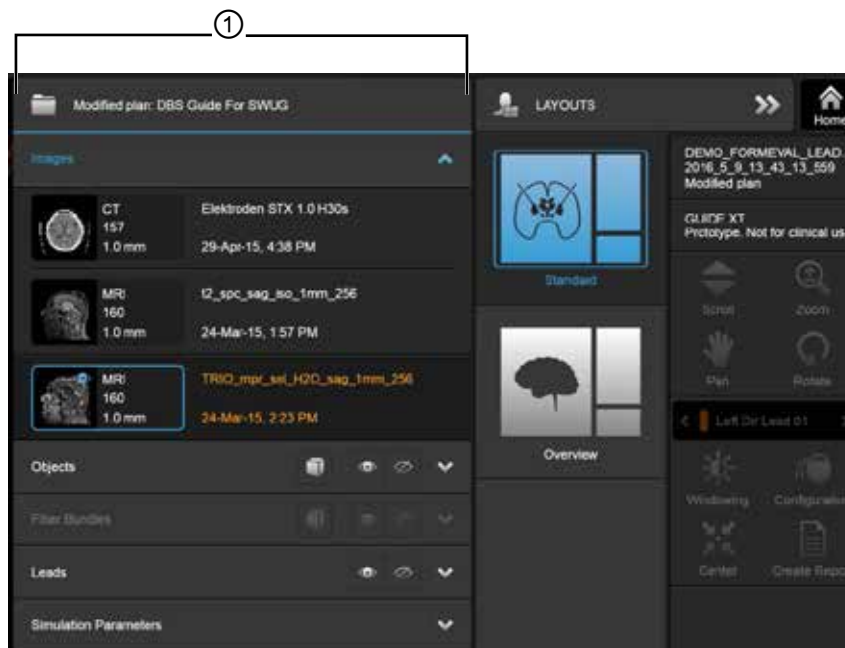 ①
Modified plan: DBS Guide For SWUG
Images
CT
157
1.0 mm
Elektroden STX 1.0 H30s
29-Apr-15, 4:38 PM
MRI
160
1.0 mm
t2_spc_sag_iso_1mm_256
24-Mar-15, 1:57 PM
MRI
160
1.0 mm
TRIO_mpr_sel_H2O_sag_1mm_256
24-Mar-15, 2:23 PM
Objects
Fiber Bundles
Leads
Simulation Parameters
LAYOUTS
Standard
Overview
Home
DEMO_FORMEVAL_LEAD.
2016_5_9_13_43_13_559
Modified plan
GUIDE XT
Prototype. Not for clinical us
Scroll
Zoom
Pan
Rotate
Left Dir Lead 01
Windowing
Configuration
Center
Create Repo